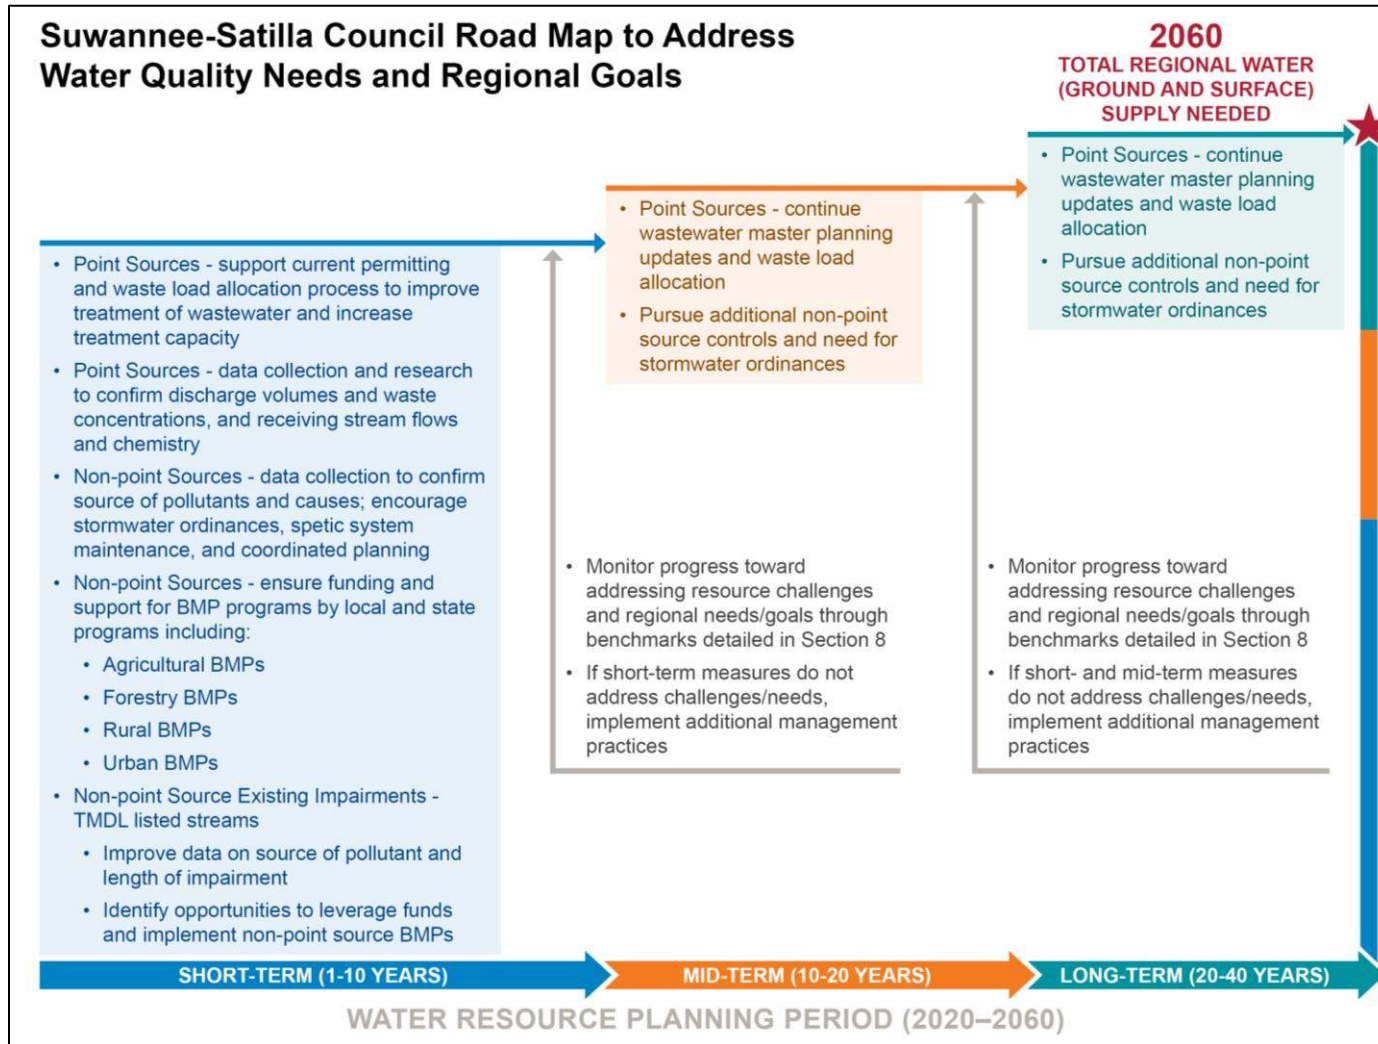 Suwannee-Satilla Council Road Map to Address
Water Quality Needs and Regional Goals
2060
TOTAL REGIONAL WATER
(GROUND AND SURFACE)
SUPPLY NEEDED
• Point Sources - support current permitting
and waste load allocation process to improve
treatment of wastewater and increase
treatment capacity
• Point Sources - data collection and research
to confirm discharge volumes and waste
concentrations, and receiving stream flows
and chemistry
• Non-point Sources - data collection to confirm
source of pollutants and causes; encourage
stormwater ordinances, spetic system
maintenance, and coordinated planning
• Non-point Sources - ensure funding and
support for BMP programs by local and state
programs including:
• Agricultural BMPs
• Forestry BMPs
• Rural BMPs
• Urban BMPs
• Non-point Source Existing Impairments -
TMDL listed streams
• Improve data on source of pollutant and
length of impairment
• Identify opportunities to leverage funds
and implement non-point source BMPs
• Point Sources - continue
wastewater master planning
updates and waste load
allocation
• Pursue additional non-point
source controls and need for
stormwater ordinances
• Monitor progress toward
addressing resource challenges
and regional needs/goals through
benchmarks detailed in Section 8
• If short-term measures do not
address challenges/needs,
implement additional management
practices
• Point Sources - continue
wastewater master planning
updates and waste load
allocation
• Pursue additional non-point
source controls and need for
stormwater ordinances
• Monitor progress toward
addressing resource challenges
and regional needs/goals through
benchmarks detailed in Section 8
• If short- and mid-term measures
do not address challenges/needs,
implement additional management
practices
SHORT-TERM (1-10 YEARS)
MID-TERM (10-20 YEARS)
LONG-TERM (20-40 YEARS)
WATER RESOURCE PLANNING PERIOD (2020–2060)